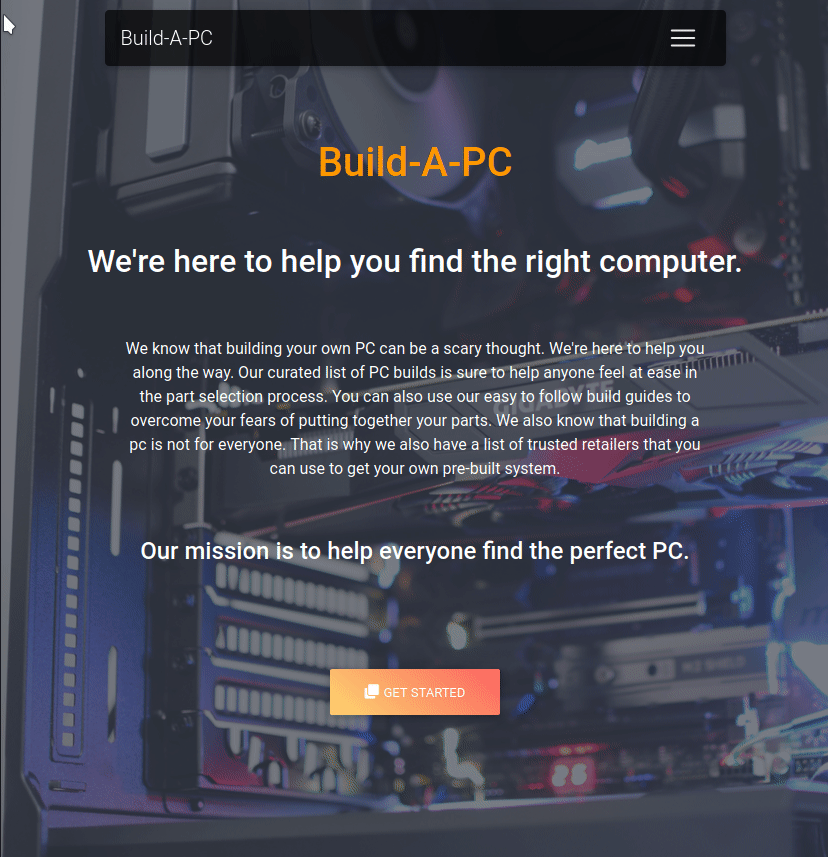 Build-A-PC
Build-A-PC
We're here to help you find the right computer.
We know that building your own PC can be a scary thought. We're here to help you
along the way. Our curated list of PC builds is sure to help anyone feel at ease in
the part selection process. You can also use our easy to follow build guides to
overcome your fears of putting together your parts. We also know that building a
pc is not for everyone. That is why we also have a list of trusted retailers that you
can use to get your own pre-built system.
GIGABYTE
Our mission is to help everyone find the perfect PC.
M.2 SHIELD
GET STARTED
88